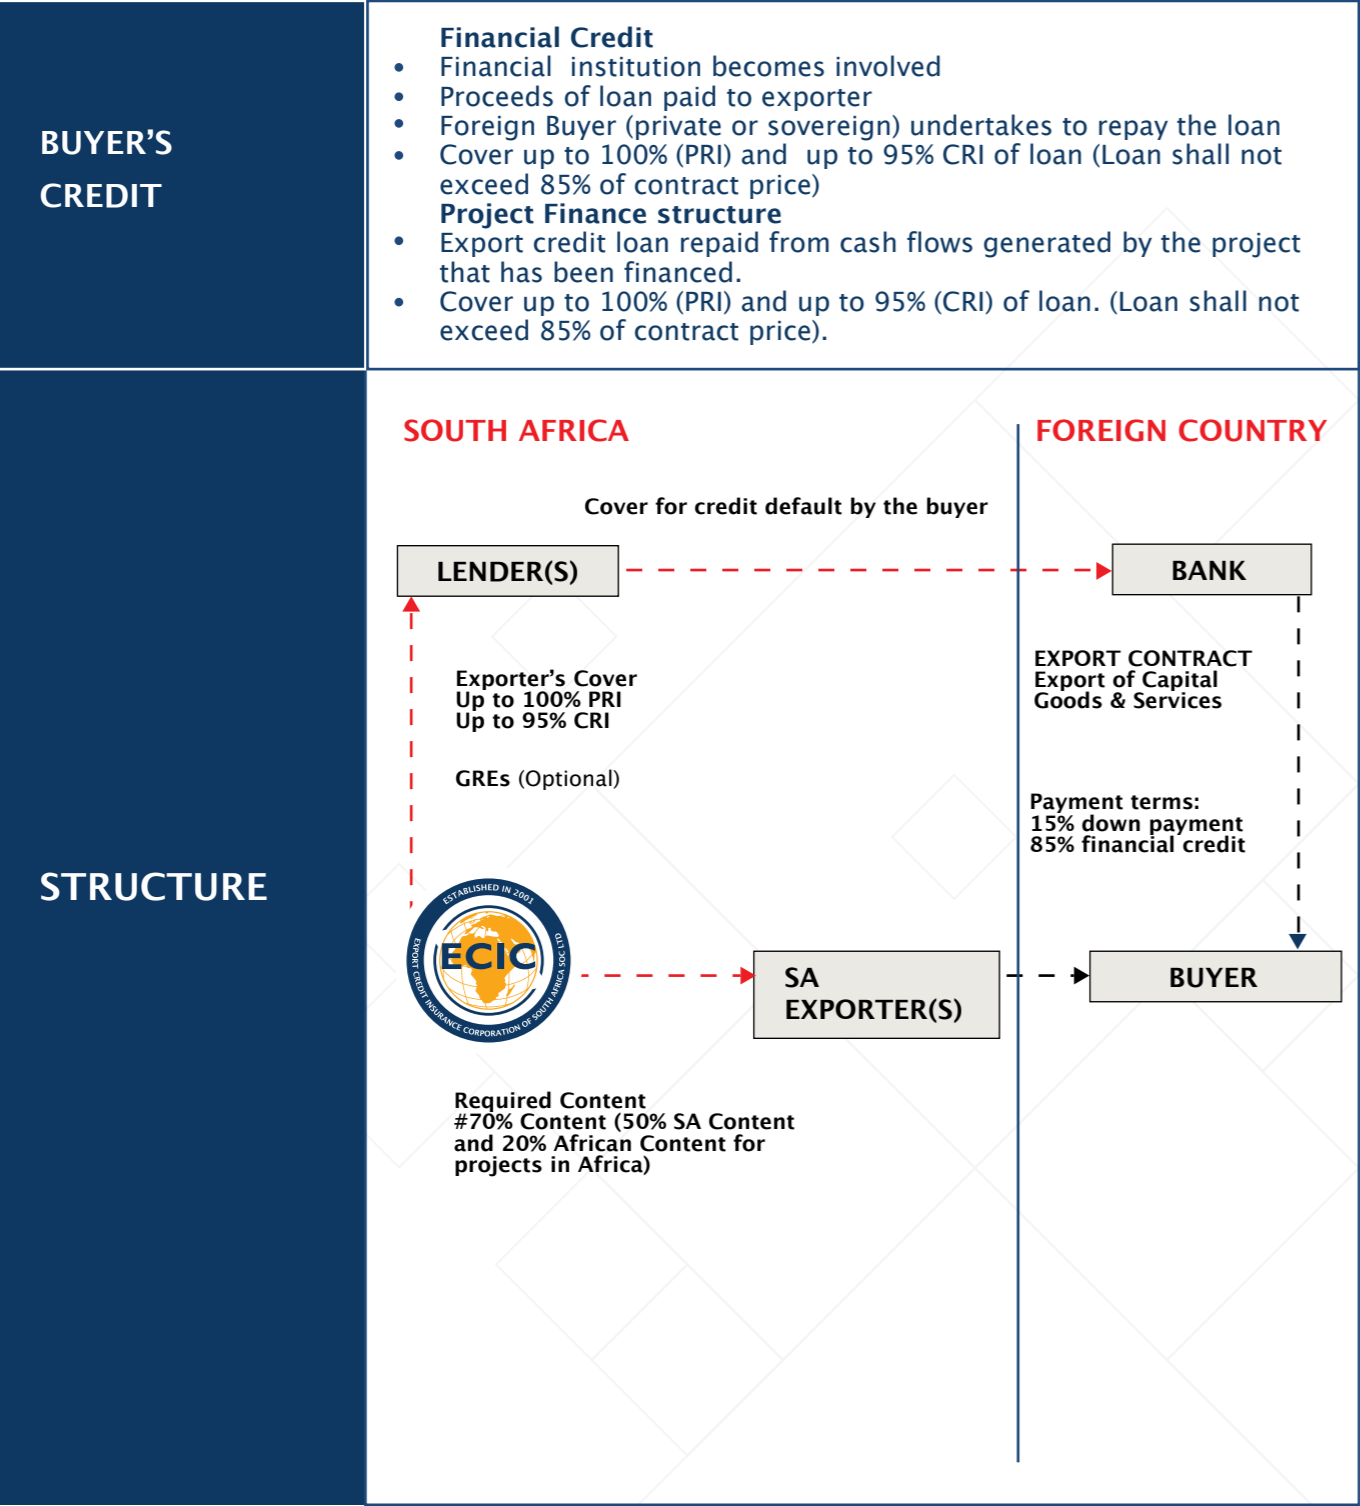 BUYER’S
CREDIT
Financial Credit
• Financial institution becomes involved
• Proceeds of loan paid to exporter
• Foreign Buyer (private or sovereign) undertakes to repay the loan
• Cover up to 100% (PRI) and up to 95% CRI of loan (Loan shall not
exceed 85% of contract price)
Project Finance structure
• Export credit loan repaid from cash flows generated by the project
that has been financed.
• Cover up to 100% (PRI) and up to 95% (CRI) of loan. (Loan shall not
exceed 85% of contract price).
STRUCTURE
SOUTH AFRICA
FOREIGN COUNTRY
Cover for credit default by the buyer
LENDER(S)
BANK
Exporter’s Cover
Up to 100% PRI
Up to 95% CRI
GREs (Optional)
EXPORT CONTRACT
Export of Capital
Goods & Services
Payment terms:
15% down payment
85% financial credit
ESTABLISHED IN 2001
ECIC
EXPORT CREDIT INSURANCE CORPORATION OF SOUTH AFRICA SOC LTD
SA
EXPORTER(S)
BUYER
Required Content
#70% Content (50% SA Content
and 20% African Content for
projects in Africa)